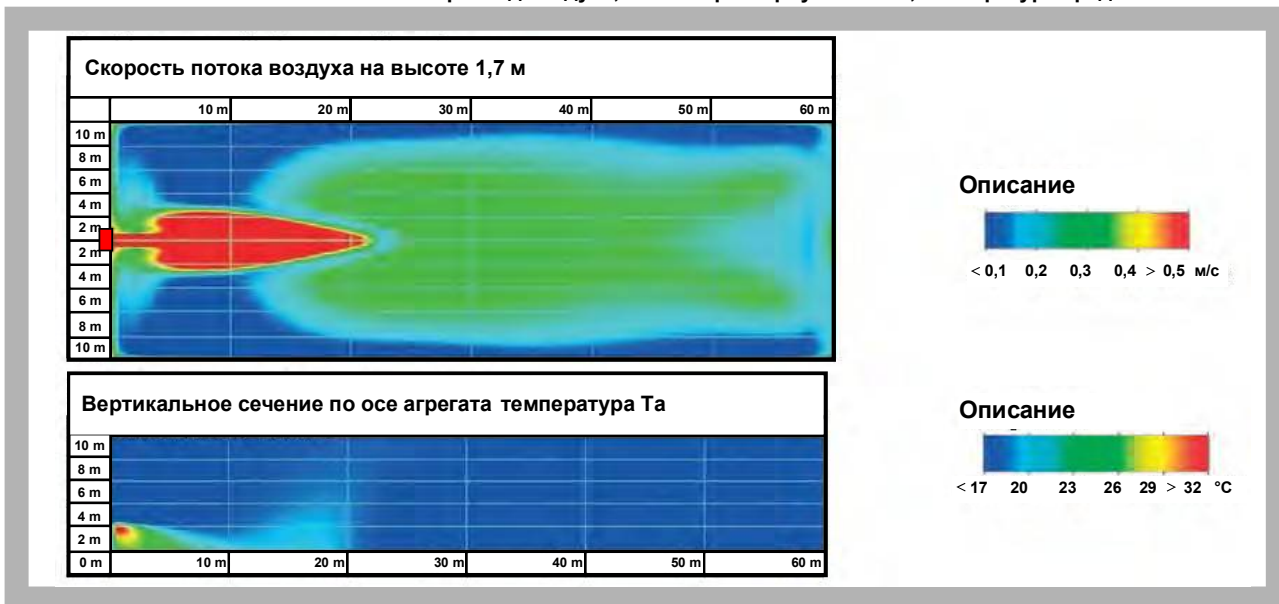 Скорость потока воздуха на высоте 1,7 м
10 m 20 m 30 m 40 m 50 m 60 m
10 m
8 m
6 m
4 m
2 m
2 m
4 m
6 m
8 m
10 m
Описание
< 0,1 0,2 0,3 0,4 > 0,5 м/с
Вертикальное сечение по осе агрегата температура Ta
10 m
8 m
6 m
4 m
2 m
0 m 10 m 20 m 30 m 40 m 50 m 60 m
Описание
< 17 20 23 26 29 > 32 °C